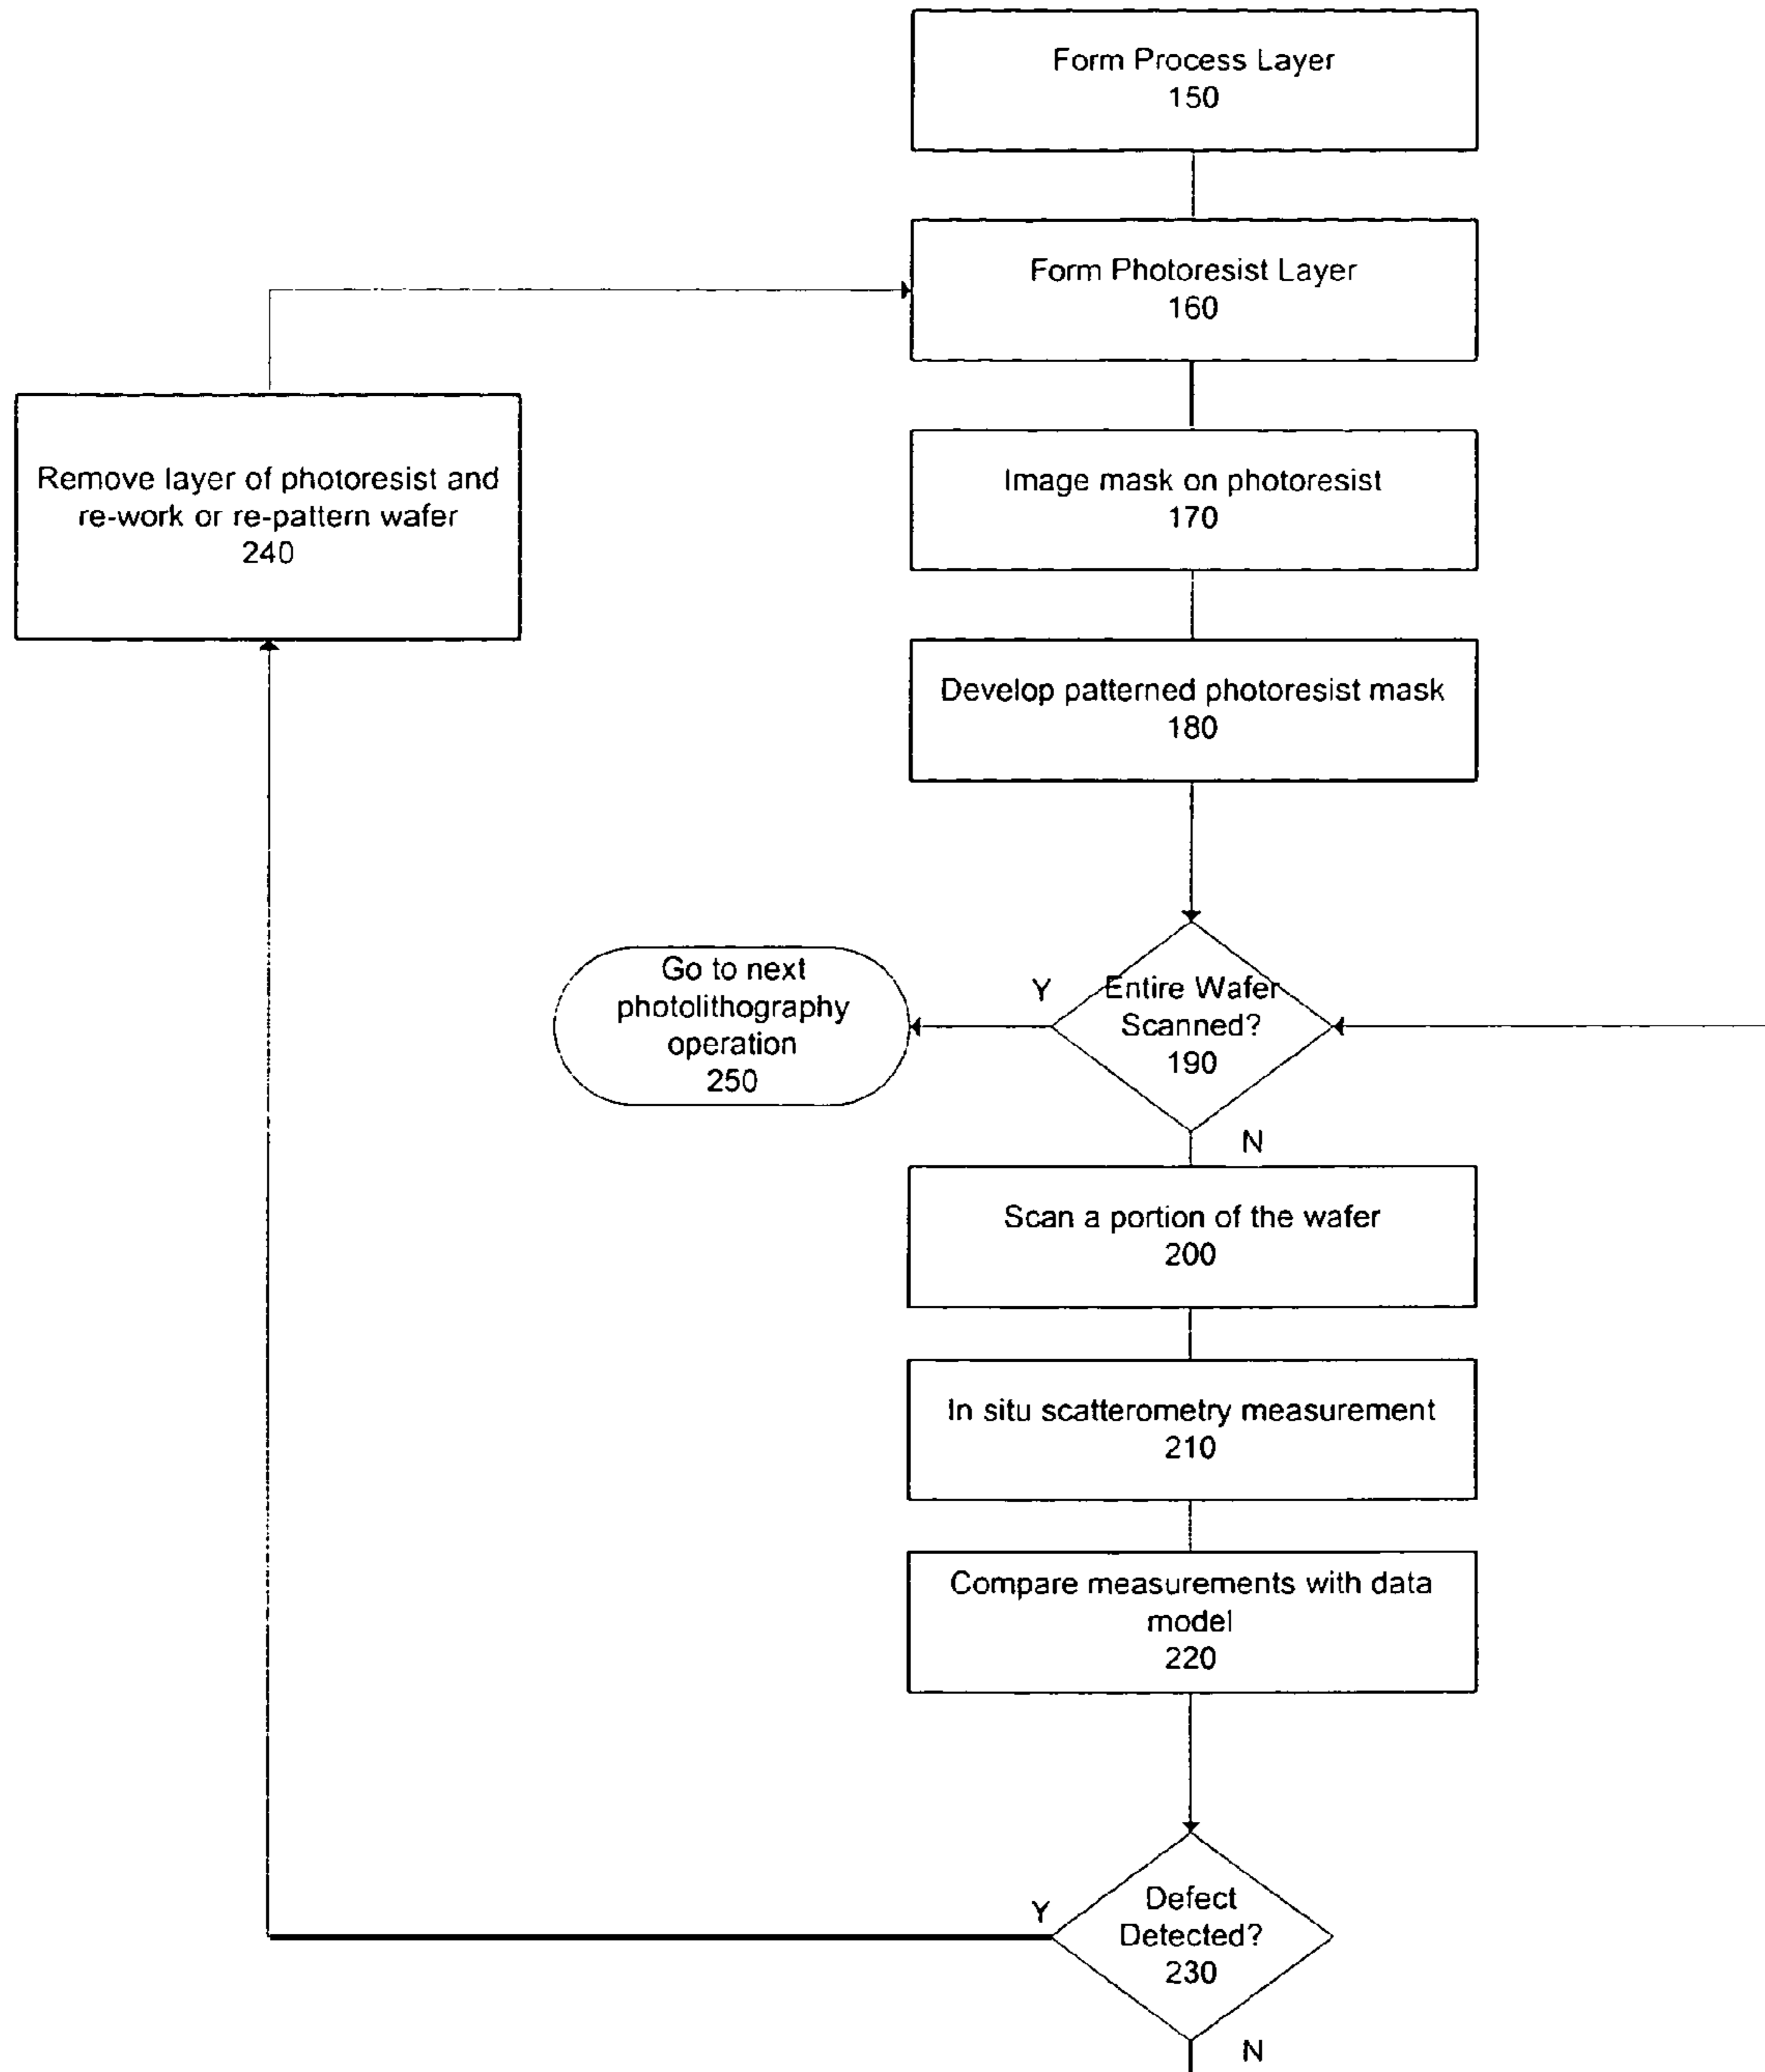 Form Process Layer
150
Form Photoresist Layer
160
Remove layer of photoresist and
re-work or re-pattern wafer
240
Image mask on photoresist
170
Develop patterned photoresist mask
180
Go to next
photolithography
operation
250
Y
Entire Wafer
Scanned?
190
N
Scan a portion of the wafer
200
In situ scatterometry measurement
210
Compare measurements with data
model
220
Y
Defect
Detected?
230
N